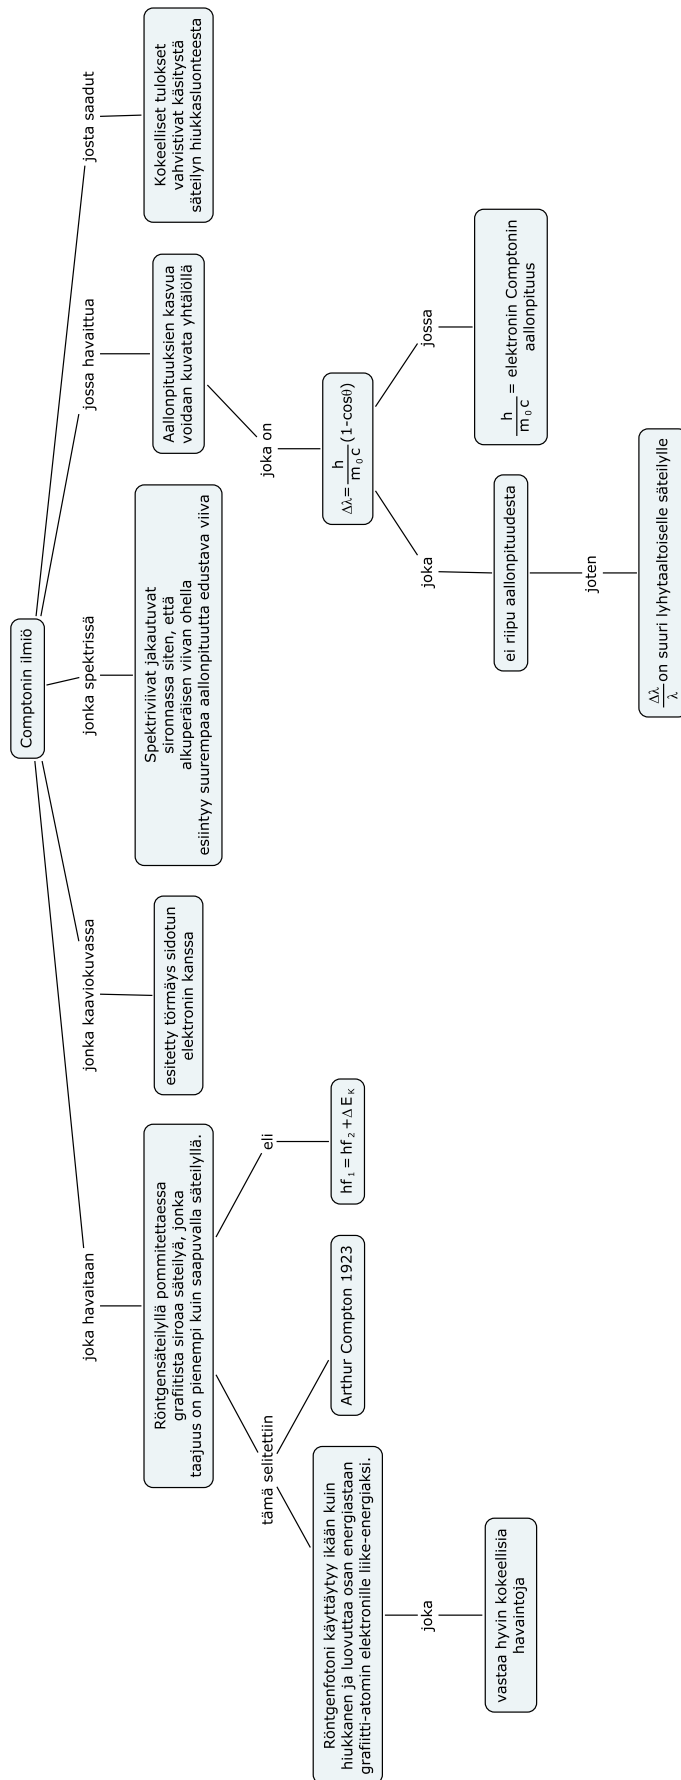 Comptonin ilmiö
joka havaitaan
jonka kaaviokuvassa
jonka spektrissä
jossa havaittua
josta saadut
Röntgensäteilyllä pommitettaessa
grafiitista siroaa säteilyä, jonka
taajuus on pienempi kuin saapuvalla säteilyllä.
esitetty törmäys sidotun
elektronin kanssa
Spektriviivat jakautuvat
sironnassa siten, että
alkuperäisen viivan ohella
esiintyy suurempaa aallonpituutta edustava viiva
Aallonpituuksien kasvua
voidaan kuvata yhtälöllä
Kokeelliset tulokset
vahvistivat käsitystä
säteilyn hiukkasluonteesta
tämä selitettiin
eli
joka on
Röntgenfotoni käyttäytyy ikään kuin
hiukkanen ja luovuttaa osan energiastaan
grafiitti-atomin elektronille liike-energiaksi.
Arthur Compton 1923
hf₁ = hf₂ + Δ E_K
Δλ = h / m₀ c (1-cosθ)
joka
joka
jossa
vastaa hyvin kokeellisia
havaintoja
ei riipu aallonpituudesta
h / m₀ c = elektronin Comptonin
aallonpituus
joten
Δλ / λ on suuri lyhytaaltoiselle säteilylle